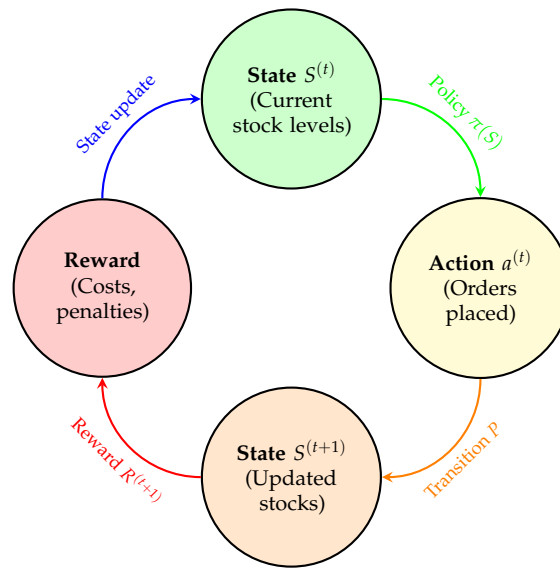 State S^(t)
(Current
stock levels)
State update
Policy π(S)
Reward
(Costs,
penalties)
Action a^(t)
(Orders
placed)
State S^(t+1)
(Updated
stocks)
Reward R^(t+1)
Transition P